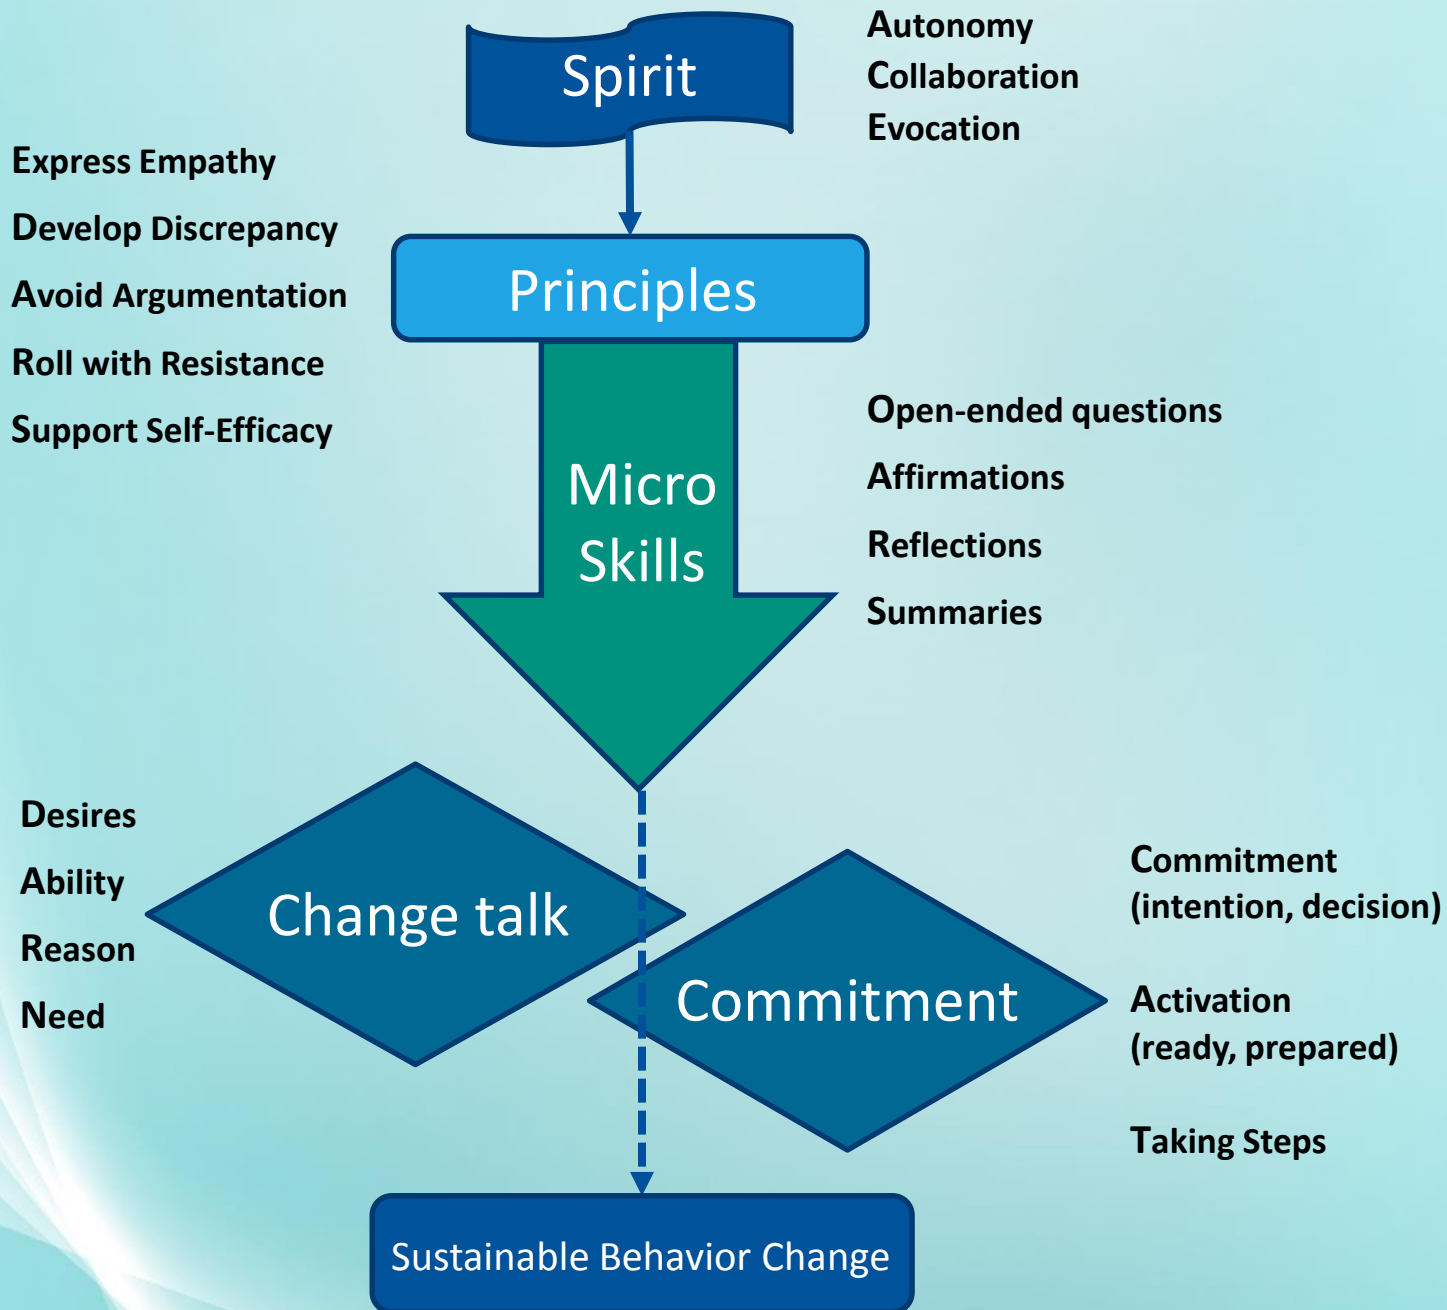 Spirit
Autonomy
Collaboration
Evocation
Express Empathy
Develop Discrepancy
Avoid Argumentation
Roll with Resistance
Support Self-Efficacy
Principles
Micro
Skills
Open-ended questions
Affirmations
Reflections
Summaries
Desires
Ability
Reason
Need
Change talk
Commitment
Commitment
(intention, decision)
Activation
(ready, prepared)
Taking Steps
Sustainable Behavior Change